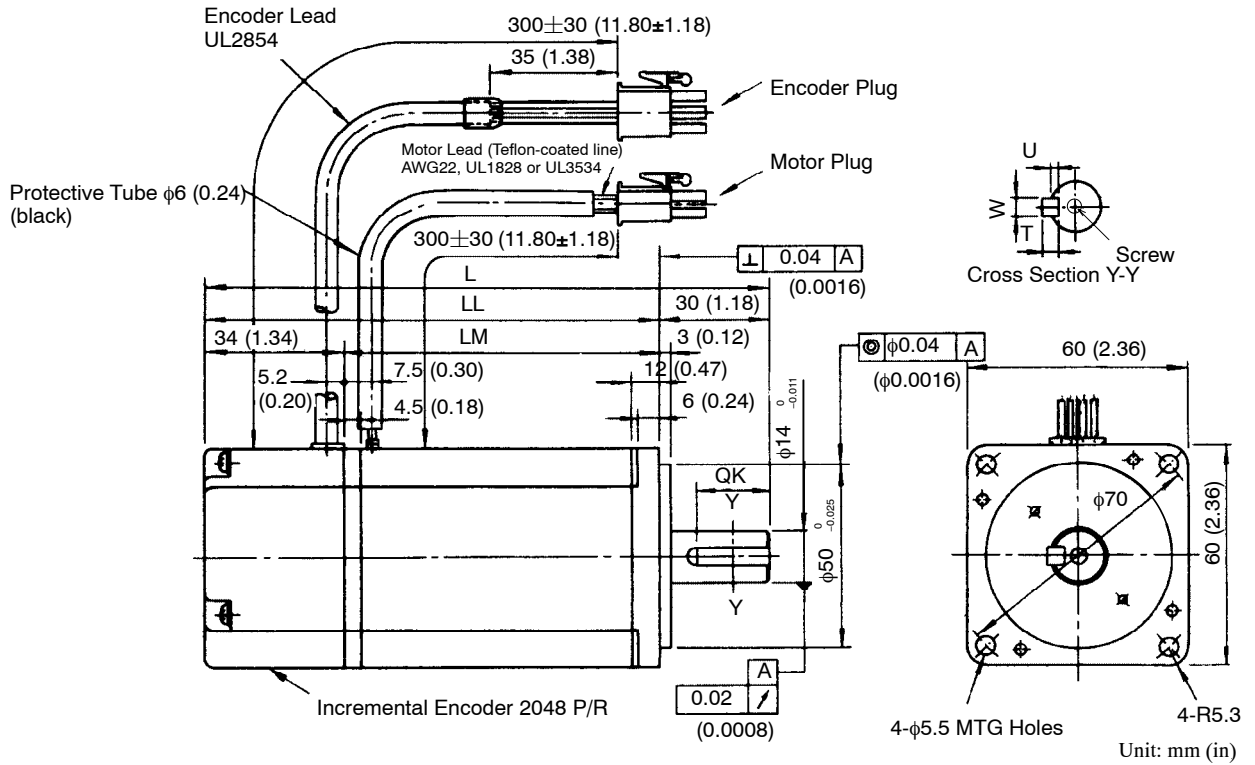 Encoder Lead
UL2854
300±30 (11.80±1.18)
35 (1.38)
Encoder Plug
Motor Lead (Teflon-coated line)
AWG22, UL1828 or UL3534
Motor Plug
Protective Tube φ6 (0.24)
(black)
300±30 (11.80±1.18)
U
W
T
Screw
Cross Section Y-Y
⊥ 0.04 A
(0.0016)
L
LL
30 (1.18)
34 (1.34)
LM
3 (0.12)
5.2
(0.20)
7.5 (0.30)
12 (0.47)
4.5 (0.18)
6 (0.24)
◎ φ0.04 A
(φ0.0016)
60 (2.36)
φ14 0 -0.011
QK
Y
φ50 0 -0.025
Y
φ70
60 (2.36)
A
0.02 ↗
(0.0008)
Incremental Encoder 2048 P/R
4-φ5.5 MTG Holes
4-R5.3
Unit: mm (in)